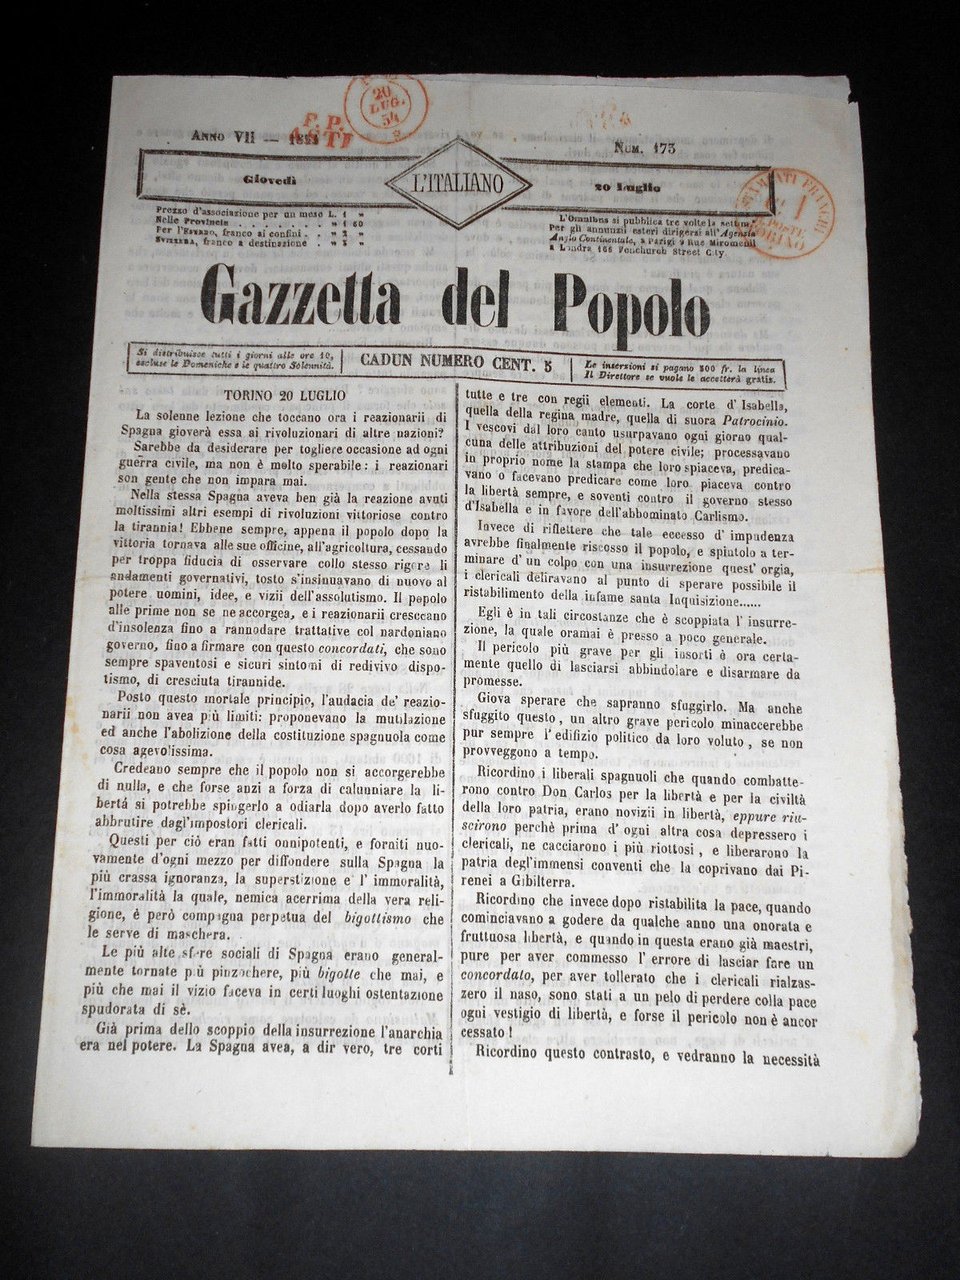 20
LUG.
54
2
P. P.
Anno VII — 1854
Num. 173
Giovedì
L'ITALIANO
20 Luglio
Prezzo d'associazione per un mese L. 1 »
Nelle Provincie . . . . . . » 1 60
Per l'Estero, franco ai confini . » 2 »
Svizzera, franco a destinazione . » 3 »
L'Omnibus si pubblica tre volte la settim.
Per gli annunzii esteri dirigersi all'Agenzia
Anglo Continentale, a Parigi 9 Rue Miromenil
a Londra 166 Fenchurch Street City.
Gazzetta del Popolo
Si distribuisce tutti i giorni alle ore 10,
escluse le Domeniche e le quattro Solennità.
CADUN NUMERO CENT. 5
Le inserzioni si pagano 500 fr. la linea
Il Direttore se vuole le accetterà gratis.
TORINO 20 LUGLIO
La solenne lezione che toccano ora i reazionarii di
Spagna gioverà essa ai rivoluzionari di altre nazioni?
Sarebbe da desiderare per togliere occasione ad ogni
guerra civile, ma non è molto sperabile: i reazionari
son gente che non impara mai.
Nella stessa Spagna aveva ben già la reazione avuti
moltissimi altri esempi di rivoluzioni vittoriose contro
la tirannia! Ebbene sempre, appena il popolo dopo la
vittoria tornava alle sue officine, all'agricoltura, cessando
per troppa fiducia di osservare collo stesso rigore li
andamenti governativi, tosto s'insinuavano di nuovo al
potere uomini, idee, e vizii dell'assolutismo. Il popolo
alle prime non se ne accorgea, e i reazionarii cresceano
d'insolenza fino a rannodare trattative col nardoniano
governo, fino a firmare con questo concordati, che sono
sempre spaventosi e sicuri sintomi di redivivo dispo-
tismo, di cresciuta tirannide.
Posto questo mortale principio, l'audacia de' reazio-
narii non avea più limiti: proponevano la mutilazione
ed anche l'abolizione della costituzione spagnuola come
cosa agevolissima.
Credeano sempre che il popolo non si accorgerebbe
di nulla, e che forse anzi a forza di calunniare la li-
bertà si potrebbe spingerlo a odiarla dopo averlo fatto
abbrutire dagl'impostori clericali.
Questi per ciò eran fatti onnipotenti, e forniti nuo-
vamente d'ogni mezzo per diffondere sulla Spagna la
più crassa ignoranza, la superstizione e l' immoralità,
l'immoralità la quale, nemica acerrima della vera reli-
gione, è però compagna perpetua del bigottismo che
le serve di maschera.
Le più alte sfere sociali di Spagna erano general-
mente tornate più pinzochere, più bigotte che mai, e
più che mai il vizio faceva in certi luoghi ostentazione
spudorata di sè.
Già prima dello scoppio della insurrezione l'anarchia
era nel potere. La Spagna avea, a dir vero, tre corti
tutte e tre con regii elementi. La corte d' Isabella,
quella della regina madre, quella di suora Patrocinio.
I vescovi dal loro canto usurpavano ogni giorno qual-
cuna delle attribuzioni del potere civile; processavano
in proprio nome la stampa che loro spiaceva, predica-
vano o facevano predicare come loro piaceva contro
la libertà sempre, e soventi contro il governo stesso
d'Isabella e in favore dell'abbominato Carlismo.
Invece di riflettere che tale eccesso d' impudenza
avrebbe finalmente riscosso il popolo, e spintolo a ter-
minare d' un colpo con una insurrezione quest' orgia,
i clericali deliravano al punto di sperare possibile il
ristabilimento della infame santa Inquisizione......
Egli è in tali circostanze che è scoppiata l' insurre-
zione, la quale oramai è presso a poco generale.
Il pericolo più grave per gli insorti è ora certa-
mente quello di lasciarsi abbindolare e disarmare da
promesse.
Giova sperare che sapranno sfuggirlo. Ma anche
sfuggito questo, un altro grave pericolo minaccerebbe
pur sempre l' edifizio politico da loro voluto, se non
provveggono a tempo.
Ricordino i liberali spagnuoli che quando combatte-
rono contro Don Carlos per la libertà e per la civiltà
della loro patria, erano novizii in libertà, eppure riu-
scirono perchè prima d' ogni altra cosa depressero i
clericali, ne cacciarono i più riottosi, e liberarono la
patria degl'immensi conventi che la coprivano dai Pi-
renei a Gibilterra.
Ricordino che invece dopo ristabilita la pace, quando
cominciavano a godere da qualche anno una onorata e
fruttuosa libertà, e quando in questa erano già maestri,
pure per aver commesso l' errore di lasciar fare un
concordato, per aver tollerato che i clericali rialzas-
sero il naso, sono stati a un pelo di perdere colla pace
ogni vestigio di libertà, e forse il pericolo non è ancor
cessato!
Ricordino questo contrasto, e vedranno la necessità